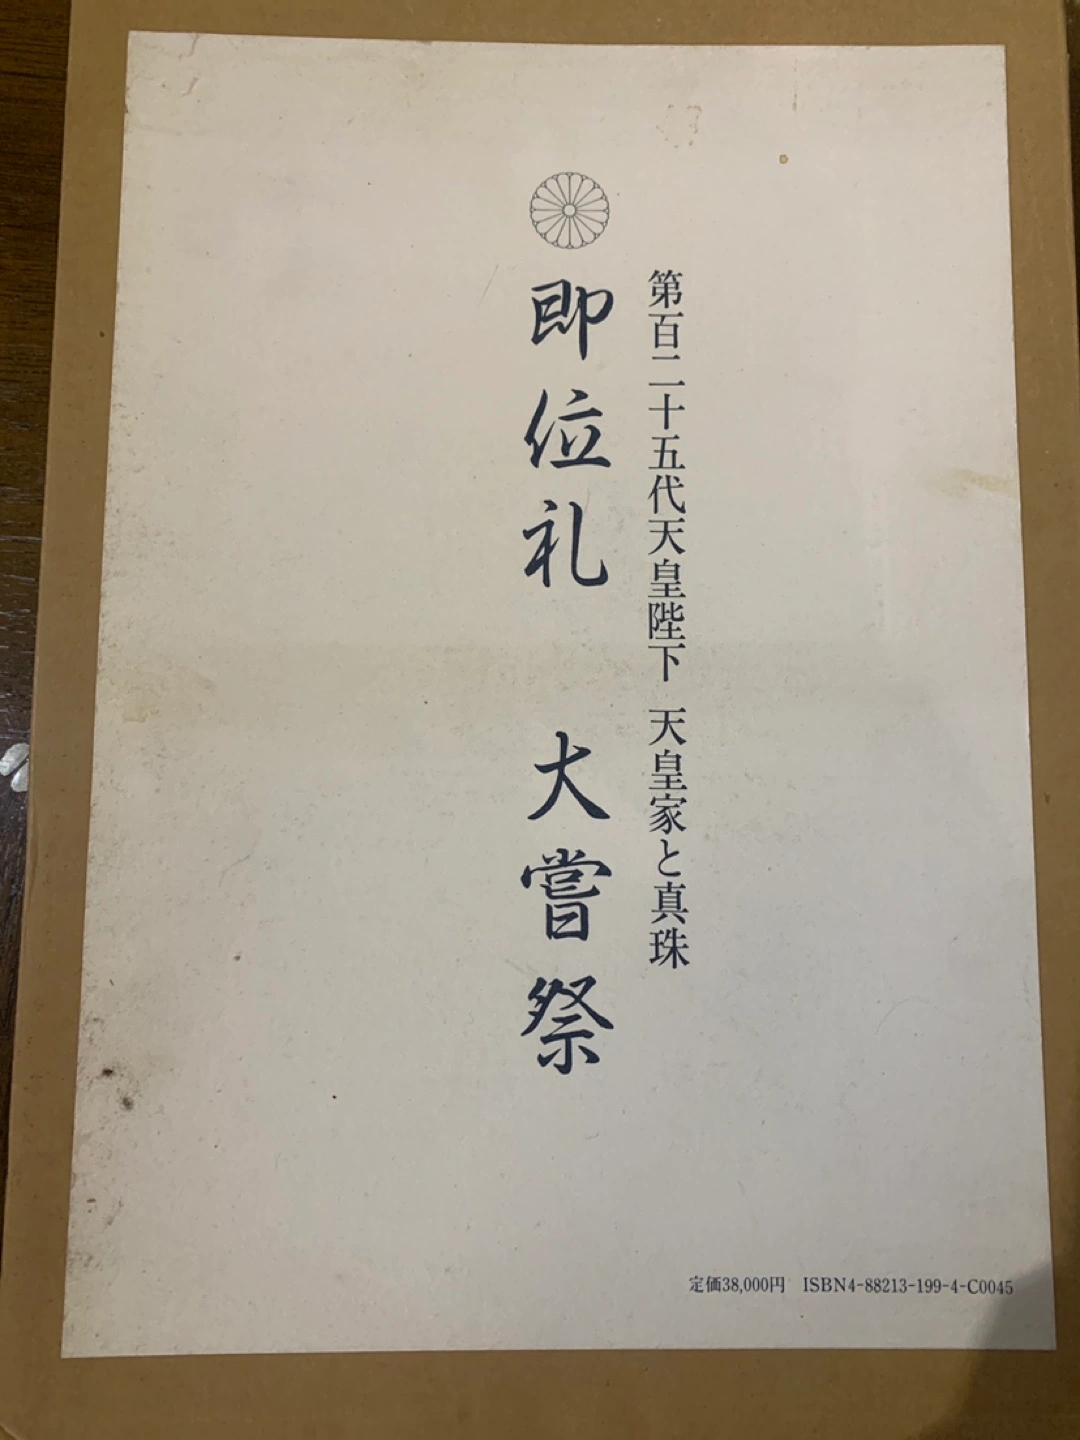 第百二十五代天皇陛下 天皇家と真珠
即位礼 大嘗祭
定価38,000円 ISBN4-88213-199-4-C0045